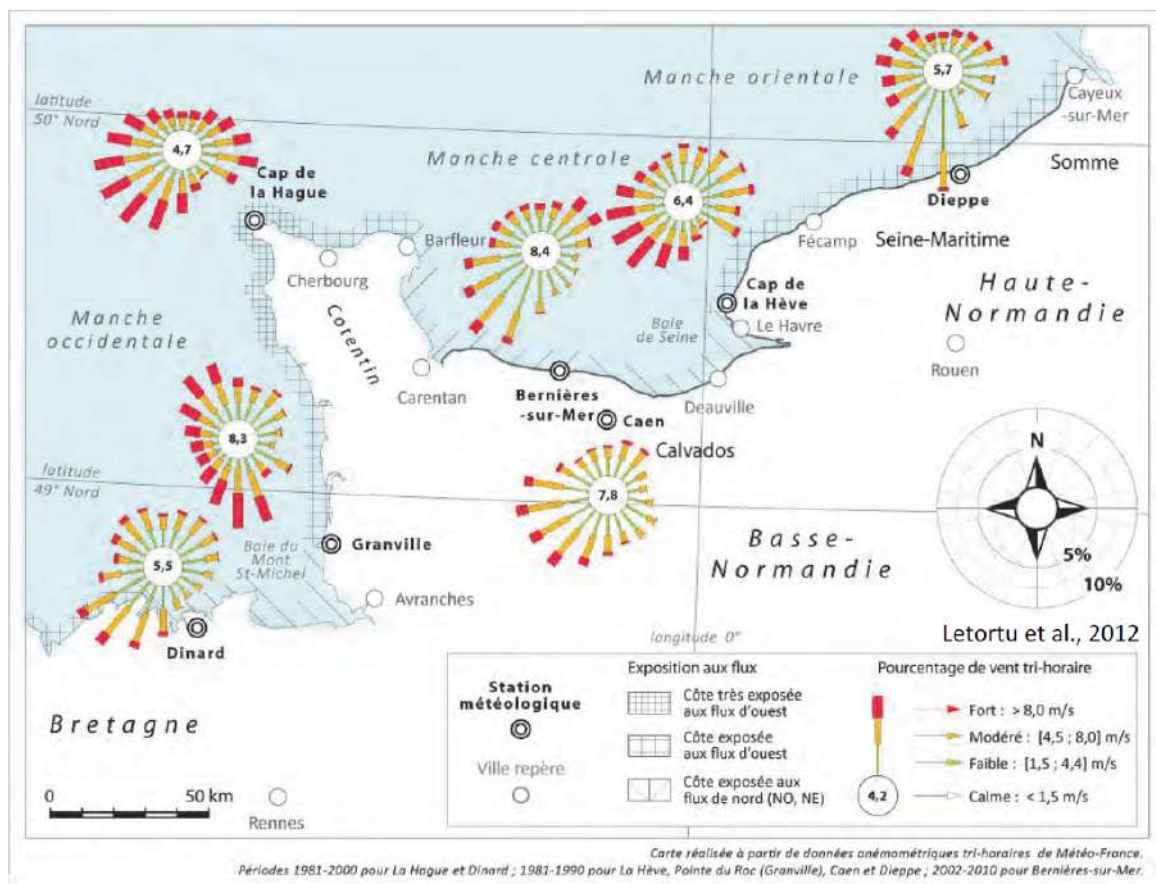 Manche orientale
5,7
latitude
50° Nord
Cayeux
-sur-Mer
4,7
Manche centrale
Somme
Cap de
la Hague
6,4
Dieppe
Barfleur
8,4
Fécamp
Seine-Maritime
Cherbourg
Cap de
la Hève
Haute-
Normandie
Manche
occidentale
Cotentin
Baie
de Seine
Le Havre
Rouen
Carentan
Bernières
-sur-Mer
Deauville
Caen
8,3
Calvados
N
latitude
49° Nord
7,8
5,5
Baie du
Mont
St-Michel
Granville
Basse-
Normandie
5%
10%
Avranches
Dinard
longitude 0°
Letortu et al., 2012
Bretagne
0 50 km
Rennes
Station
météologique
Ville repère
Exposition aux flux
Côte très exposée
aux flux d'ouest
Côte exposée
aux flux d'ouest
Côte exposée aux
flux de nord (NO, NE)
Pourcentage de vent tri-horaire
Fort : > 8,0 m/s
Modéré : [4,5 ; 8,0] m/s
Faible : [1,5 ; 4,4] m/s
4,2
Calme : < 1,5 m/s
Carte réalisée à partir de données anémométriques tri-horaires de Météo-France.
Périodes 1981-2000 pour La Hague et Dinard ; 1981-1990 pour La Hève, Pointe du Roc (Granville), Caen et Dieppe ; 2002-2010 pour Bernières-sur-Mer.